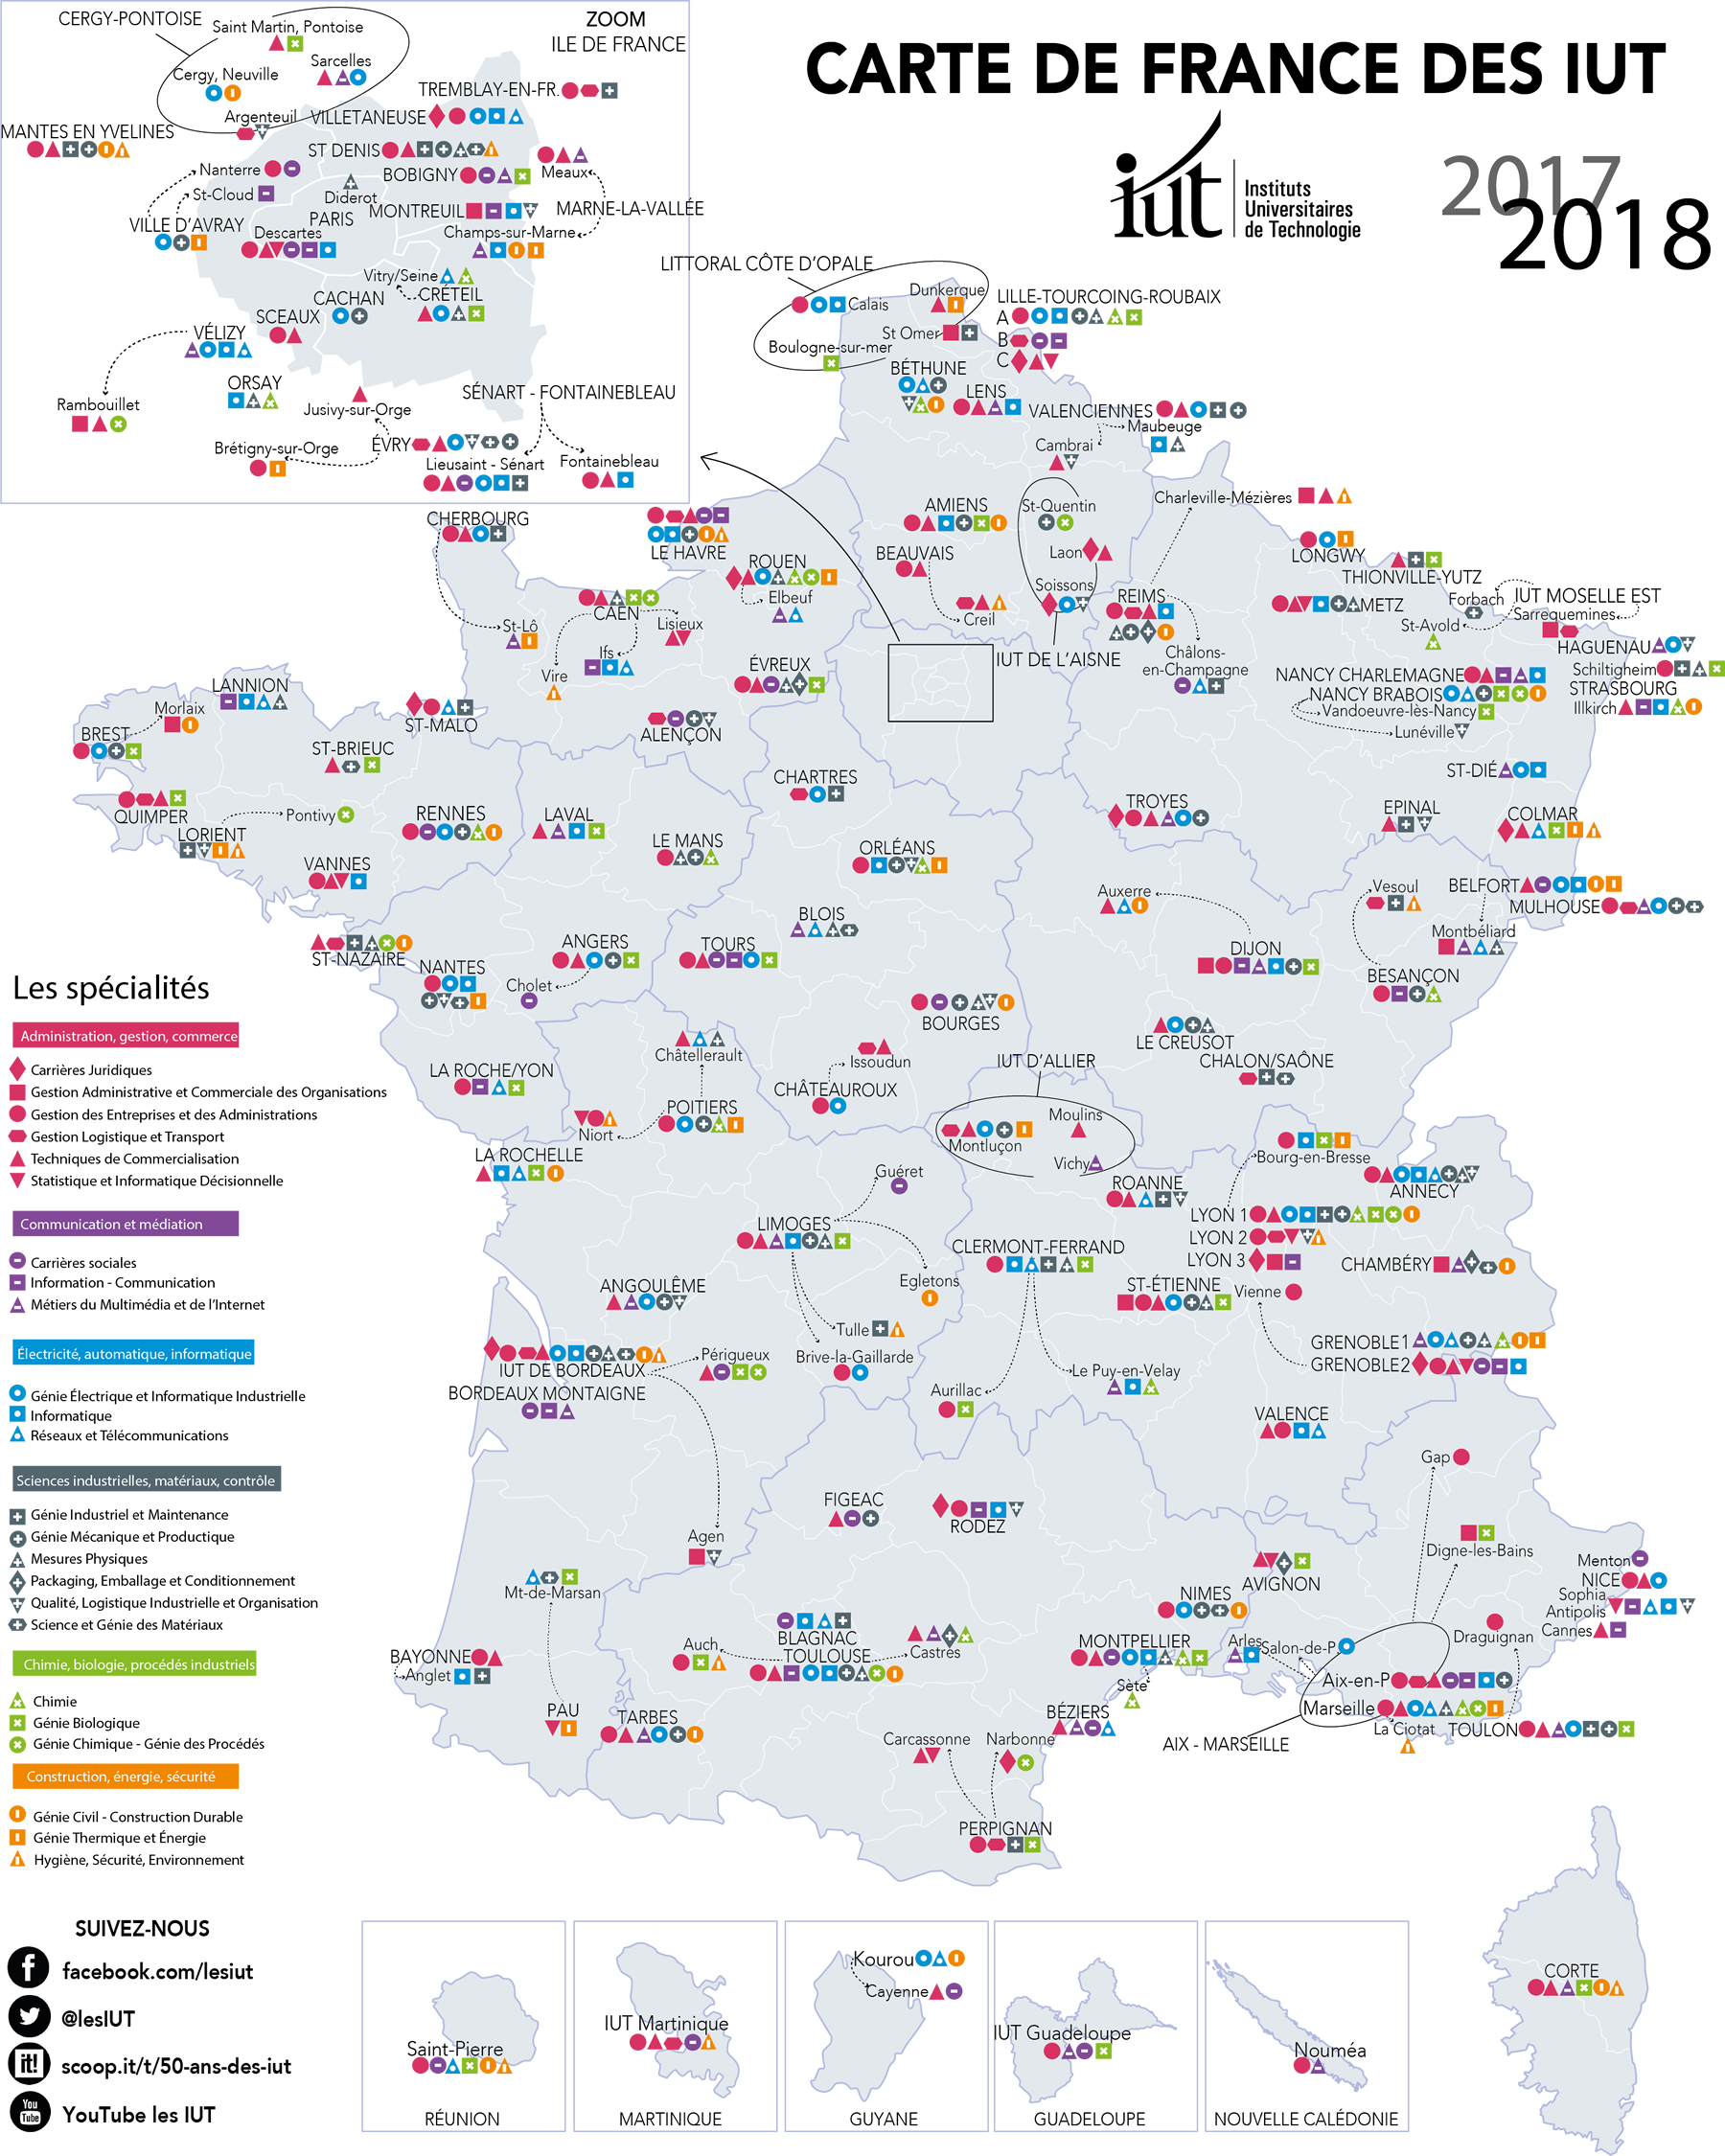 CARTE DE FRANCE DES IUT
iut
Instituts
Universitaires
de Technologie
2017
2018
ZOOM
ILE DE FRANCE
CERGY-PONTOISE
Saint Martin, Pontoise
Sarcelles
Cergy, Neuville
Argenteuil
TREMBLAY-EN-FR.
VILLETANEUSE
MANTES EN YVELINES
ST DENIS
Meaux
Nanterre
BOBIGNY
St-Cloud
Diderot
PARIS
MONTREUIL
MARNE-LA-VALLÉE
VILLE D'AVRAY
Descartes
Champs-sur-Marne
Vitry/Seine
CRÉTEIL
CACHAN
SCEAUX
VÉLIZY
ORSAY
Rambouillet
Jusivy-sur-Orge
SÉNART - FONTAINEBLEAU
Brétigny-sur-Orge
ÉVRY
Lieusaint - Sénart
Fontainebleau
LITTORAL CÔTE D'OPALE
Calais
Dunkerque
St Omer
Boulogne-sur-mer
LILLE-TOURCOING-ROUBAIX
A
B
C
BÉTHUNE
LENS
VALENCIENNES
Maubeuge
Cambrai
CHERBOURG
LE HAVRE
ROUEN
Elbeuf
AMIENS
BEAUVAIS
Creil
St-Quentin
Laon
Soissons
IUT DE L'AISNE
Charleville-Mézières
REIMS
Châlons-
en-Champagne
LONGWY
THIONVILLE-YUTZ
METZ
Forbach
IUT MOSELLE EST
Sarreguemines
St-Avold
HAGUENAU
Schiltigheim
STRASBOURG
Illkirch
NANCY CHARLEMAGNE
NANCY BRABOIS
Vandoeuvre-lès-Nancy
Lunéville
ST-DIÉ
EPINAL
COLMAR
CAEN
St-Lô
Lisieux
Ifs
Vire
ÉVREUX
ALENÇON
LANNION
Morlaix
BREST
ST-MALO
ST-BRIEUC
QUIMPER
LORIENT
Pontivy
RENNES
VANNES
LAVAL
LE MANS
CHARTRES
ORLÉANS
TROYES
Auxerre
Vesoul
BELFORT
MULHOUSE
Montbéliard
BESANÇON
DIJON
BLOIS
TOURS
ANGERS
Cholet
ST-NAZAIRE
NANTES
LA ROCHE/YON
BOURGES
LE CREUSOT
CHALON/SAÔNE
Châtellerault
POITIERS
Niort
LA ROCHELLE
Issoudun
CHÂTEAUROUX
IUT D'ALLIER
Moulins
Montluçon
Vichy
Bourg-en-Bresse
ANNECY
ROANNE
LYON 1
LYON 2
LYON 3
CHAMBÉRY
Guéret
LIMOGES
Egletons
Tulle
Brive-la-Gaillarde
CLERMONT-FERRAND
ST-ÉTIENNE
Vienne
GRENOBLE1
GRENOBLE2
ANGOULÊME
IUT DE BORDEAUX
BORDEAUX MONTAIGNE
Périgueux
Aurillac
Le Puy-en-Velay
VALENCE
Gap
FIGEAC
RODEZ
Agen
Mt-de-Marsan
Digne-les-Bains
AVIGNON
NIMES
Menton
NICE
Sophia
Antipolis
Cannes
Draguignan
BAYONNE
Anglet
PAU
TARBES
Auch
BLAGNAC
TOULOUSE
Castres
MONTPELLIER
Sète
BÉZIERS
Arles
Salon-de-P
Aix-en-P
Marseille
La Ciotat
TOULON
AIX - MARSEILLE
Carcassonne
Narbonne
PERPIGNAN
CORTE
Les spécialités
Administration, gestion, commerce
Carrières Juridiques
Gestion Administrative et Commerciale des Organisations
Gestion des Entreprises et des Administrations
Gestion Logistique et Transport
Techniques de Commercialisation
Statistique et Informatique Décisionnelle
Communication et médiation
Carrières sociales
Information - Communication
Métiers du Multimédia et de l'Internet
Électricité, automatique, informatique
Génie Électrique et Informatique Industrielle
Informatique
Réseaux et Télécommunications
Sciences industrielles, matériaux, contrôle
Génie Industriel et Maintenance
Génie Mécanique et Productique
Mesures Physiques
Packaging, Emballage et Conditionnement
Qualité, Logistique Industrielle et Organisation
Science et Génie des Matériaux
Chimie, biologie, procédés industriels
Chimie
Génie Biologique
Génie Chimique - Génie des Procédés
Construction, énergie, sécurité
Génie Civil - Construction Durable
Génie Thermique et Énergie
Hygiène, Sécurité, Environnement
SUIVEZ-NOUS
facebook.com/lesiut
@lesIUT
it!
scoop.it/t/50-ans-des-iut
You
Tube
YouTube les IUT
Saint-Pierre
RÉUNION
IUT Martinique
MARTINIQUE
Kourou
Cayenne
GUYANE
IUT Guadeloupe
GUADELOUPE
Nouméa
NOUVELLE CALÉDONIE